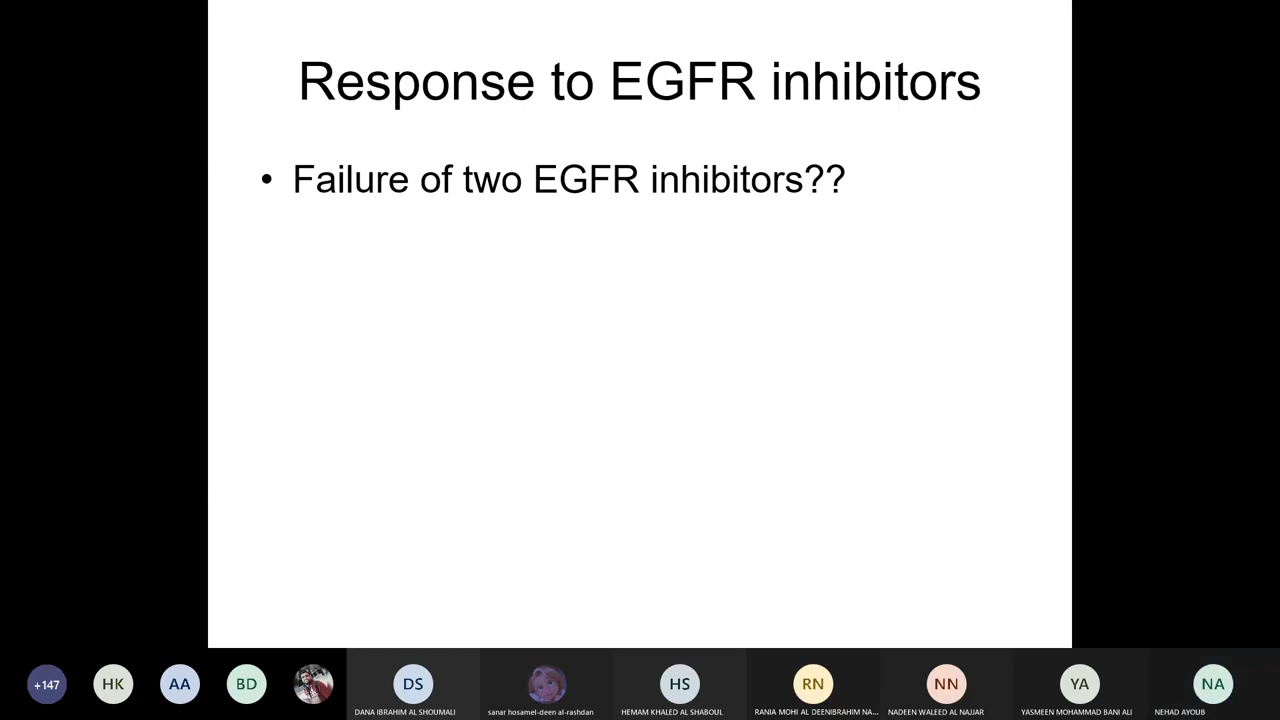 Response to EGFR inhibitors
• Failure of two EGFR inhibitors??
+147
HK
AA
BD
DS
HS
RN
NN
YA
NA
DANA IBRAHIM AL SHOUMALI
sanar hosamel-deen al-rashdan
HEMAM KHALED AL SHABOUL
RANIA MOHI AL DEENIBRAHIM NA...
NADEEN WALEED AL NAJJAR
YASMEEN MOHAMMAD BANI ALI
NEHAD AYOUB